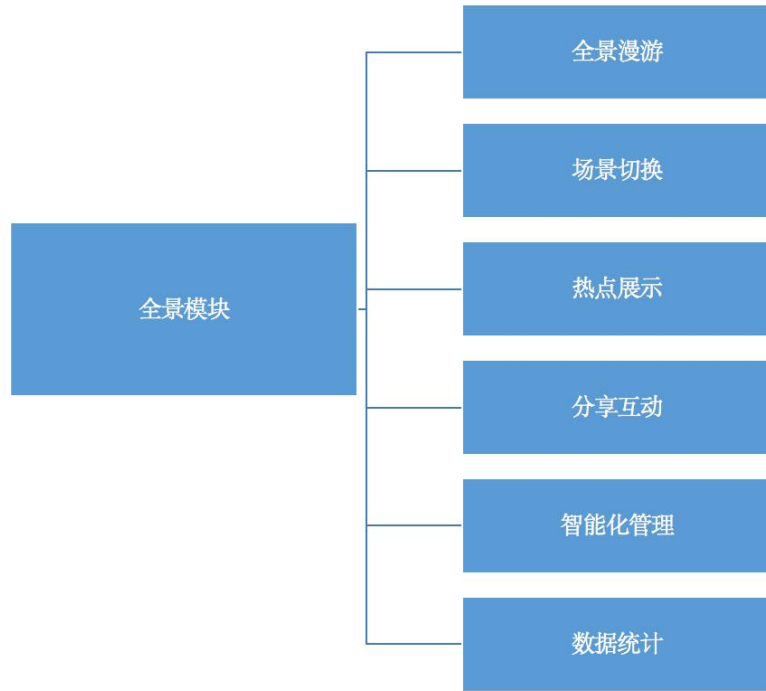 全景漫游
场景切换
热点展示
全景模块
分享互动
智能化管理
数据统计